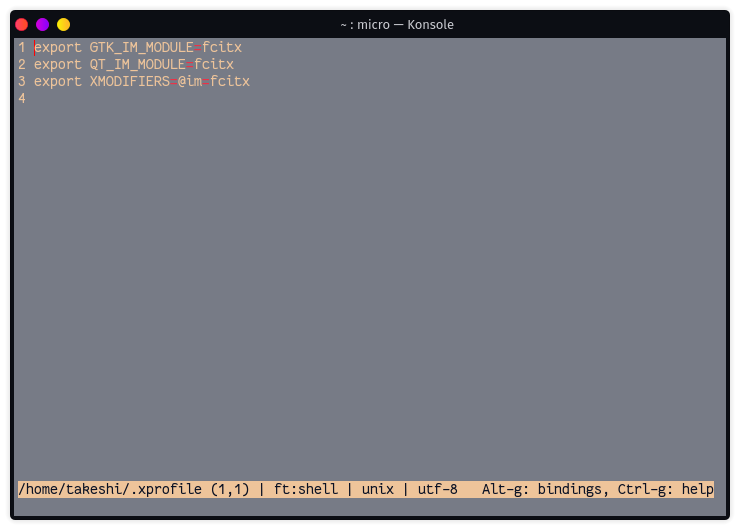 ~ : micro — Konsole
1 export GTK_IM_MODULE=fcitx
2 export QT_IM_MODULE=fcitx
3 export XMODIFIERS=@im=fcitx
4
/home/takeshi/.xprofile (1,1) | ft:shell | unix | utf-8 Alt-g: bindings, Ctrl-g: help